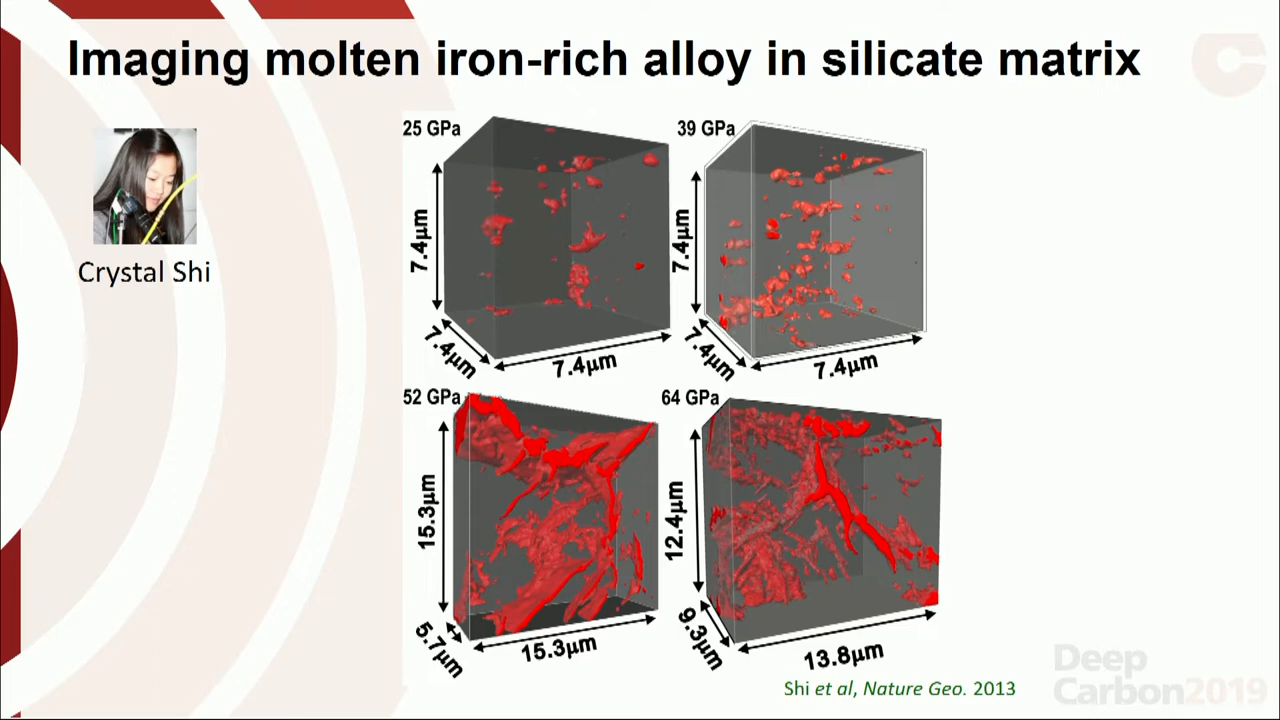 Imaging molten iron-rich alloy in silicate matrix
Crystal Shi
25 GPa
7.4μm
7.4μm
7.4μm
39 GPa
7.4μm
7.4μm
7.4μm
52 GPa
15.3μm
5.7μm
15.3μm
64 GPa
12.4μm
9.3μm
13.8μm
Shi et al, Nature Geo. 2013
Deep
Carbon2019